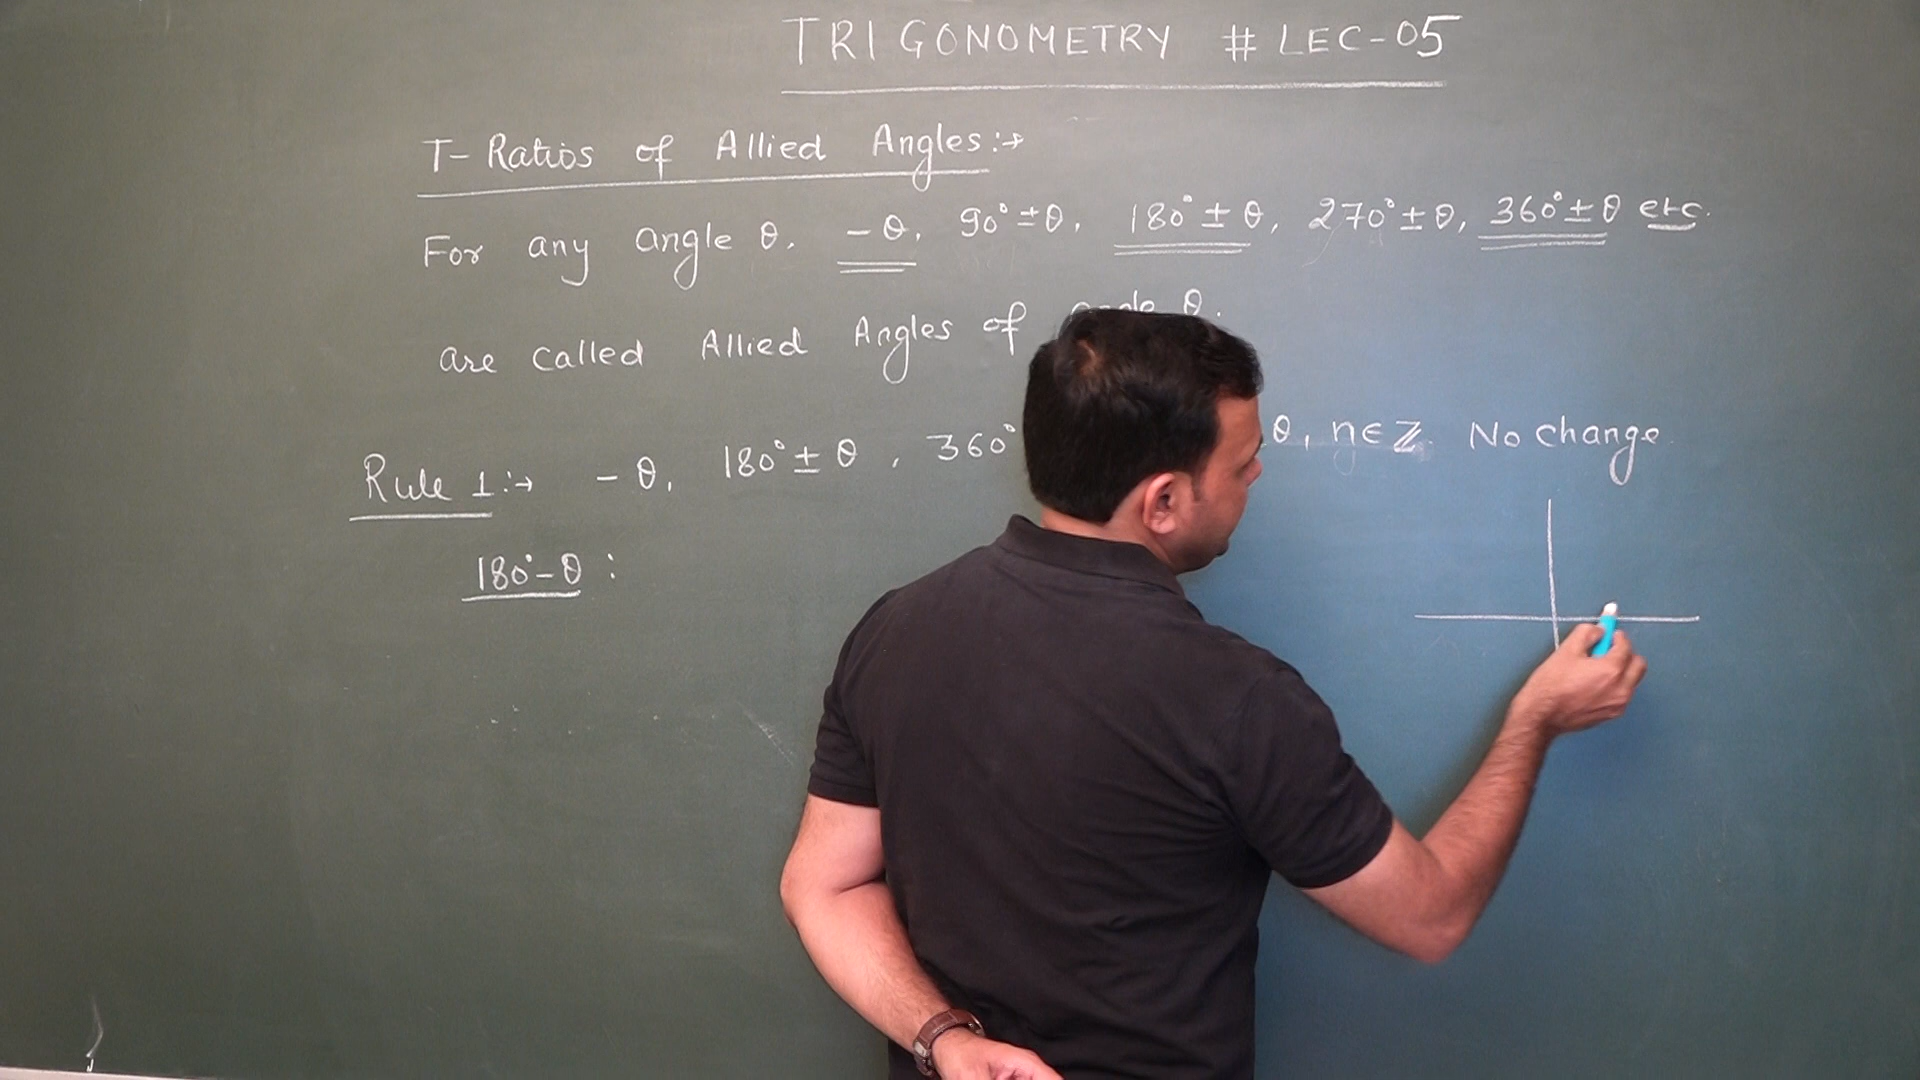 TRIGONOMETRY # LEC-05
T-Ratios of Allied Angles:→
For any angle θ, -θ, 90°±θ, 180°±θ, 270°±θ, 360°±θ etc.
are called Allied Angles of angle θ.
Rule 1:→ -θ, 180°±θ, 360° θ, n∈Z. No change
180°-θ :